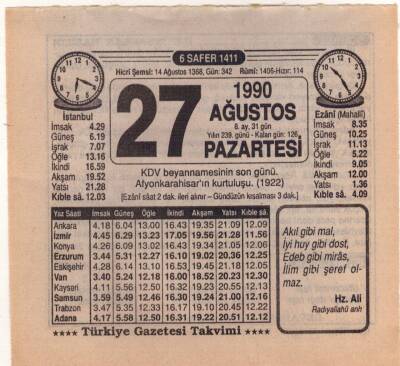 6 SAFER 1411
Hicrî Şemsi: 14 Ağustos 1368, Gün: 342 Rûmî: 1406-Hızır: 114
27
1990
AĞUSTOS
8. ay, 31 gün
Yılın 239. günü - Kalan gün: 126
PAZARTESİ
İstanbul
İmsak 4.29
Güneş 6.19
İşrak 7.07
Öğle 13.16
İkindi 16.59
Akşam 19.52
Yatsı 21.28
Kıble sâ. 12.03
Ezânî (Mahallî)
İmsak 8.35
Güneş 10.25
İşrak 11.13
Öğle 5.22
İkindi 9.05
Akşam 12.00
Yatsı 1.36
Kıble sâ. 4.09
KDV beyannamesinin son günü.
Afyonkarahisar'ın kurtuluşu. (1922)
[Ezânî sâat 2 dak. ileri alınır – Gündüzün kısalması 3 dak.]
Yaz Saati İmsak Güneş Öğle İkindi Akşam Yatsı Kıble sâ.
Ankara 4.18 6.04 13.00 16.43 19.35 21.09 12.09
İzmir 4.45 6.29 13.23 17.05 19.56 21.28 11.56
Konya 4.26 6.09 13.02 16.43 19.34 21.05 12.06
Erzurum 3.44 5.31 12.27 16.10 19.02 20.36 12.25
Eskişehir 4.28 6.14 13.10 16.53 19.45 21.18 12.05
Van 3.40 5.24 12.18 16.00 18.52 20.23 12.30
Kayseri 4.11 5.56 12.50 16.32 19.23 20.55 12.13
Samsun 3.59 5.49 12.46 16.30 19.24 21.00 12.16
Trabzon 3.47 5.35 12.33 16.17 19.10 20.45 12.22
Adana 4.17 5.58 12.50 16.31 19.22 20.51 12.12
Akıl gibi mal,
İyi huy gibi dost,
Edeb gibi mirâs,
İlim gibi şeref ol-
maz.
Hz. Ali
Radıyallahü anh
★★★★ Türkiye Gazetesi Takvimi ★★★★